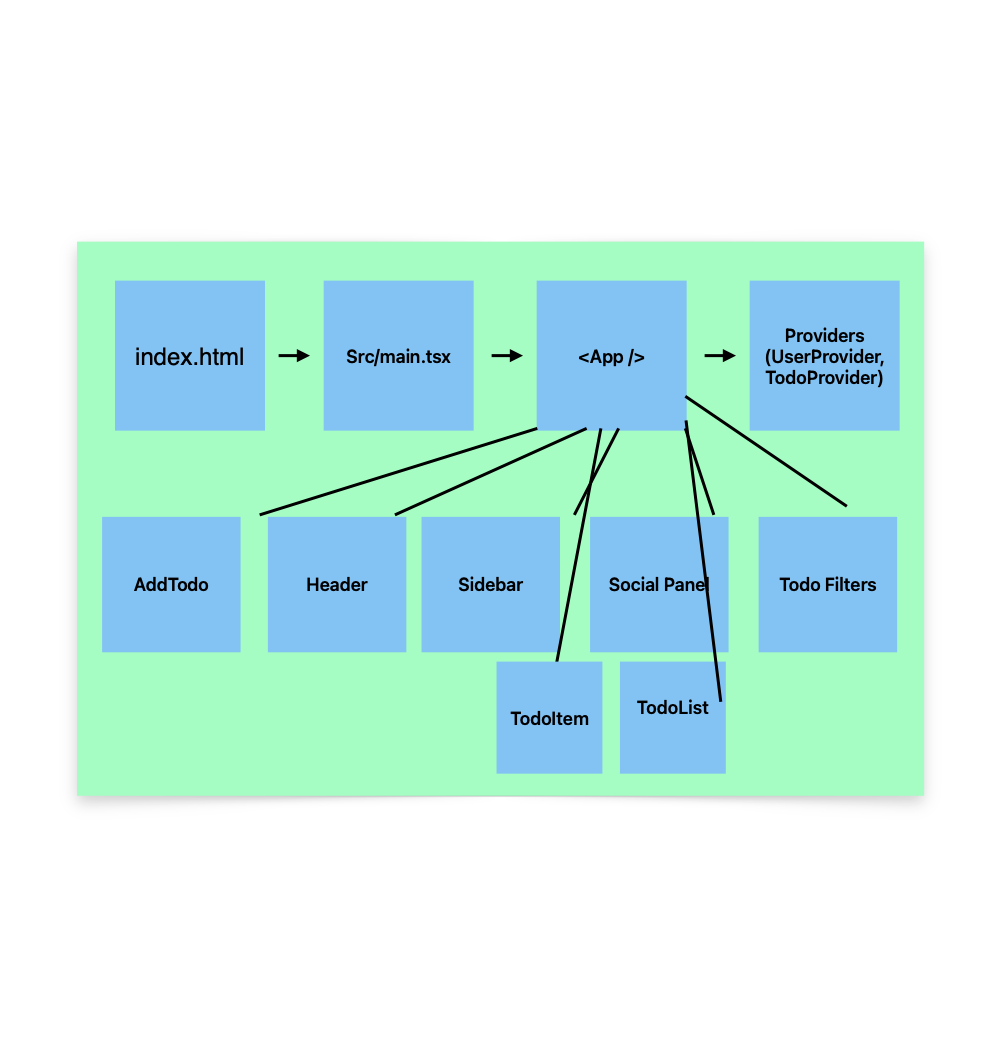 index.html
Src/main.tsx
<App />
Providers
(UserProvider,
TodoProvider)
AddTodo
Header
Sidebar
Social Panel
Todo Filters
TodoItem
TodoList